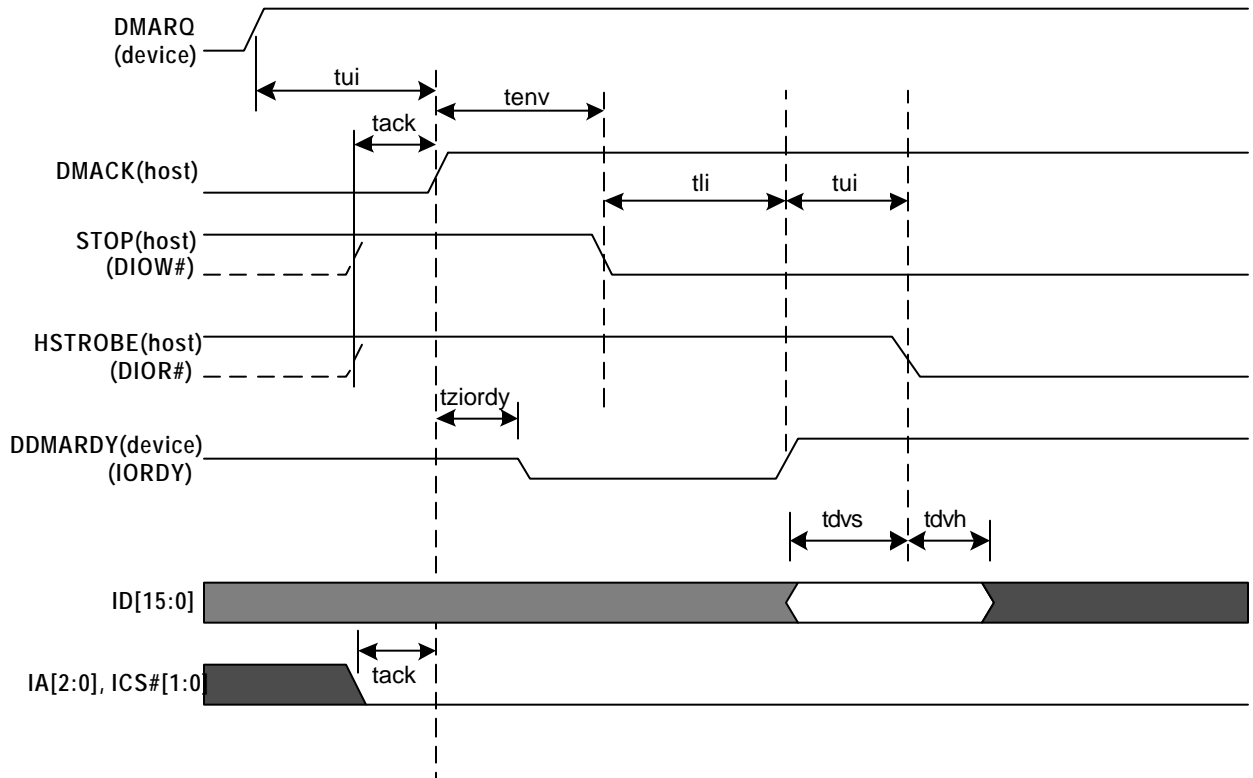 DMARQ
(device)
tui
tenv
tack
DMACK(host)
tli
tui
STOP(host)
(DIOW#)
HSTROBE(host)
(DIOR#)
tziordy
DDMARDY(device)
(IORDY)
tdvs
tdvh
ID[15:0]
IA[2:0], ICS#[1:0]
tack